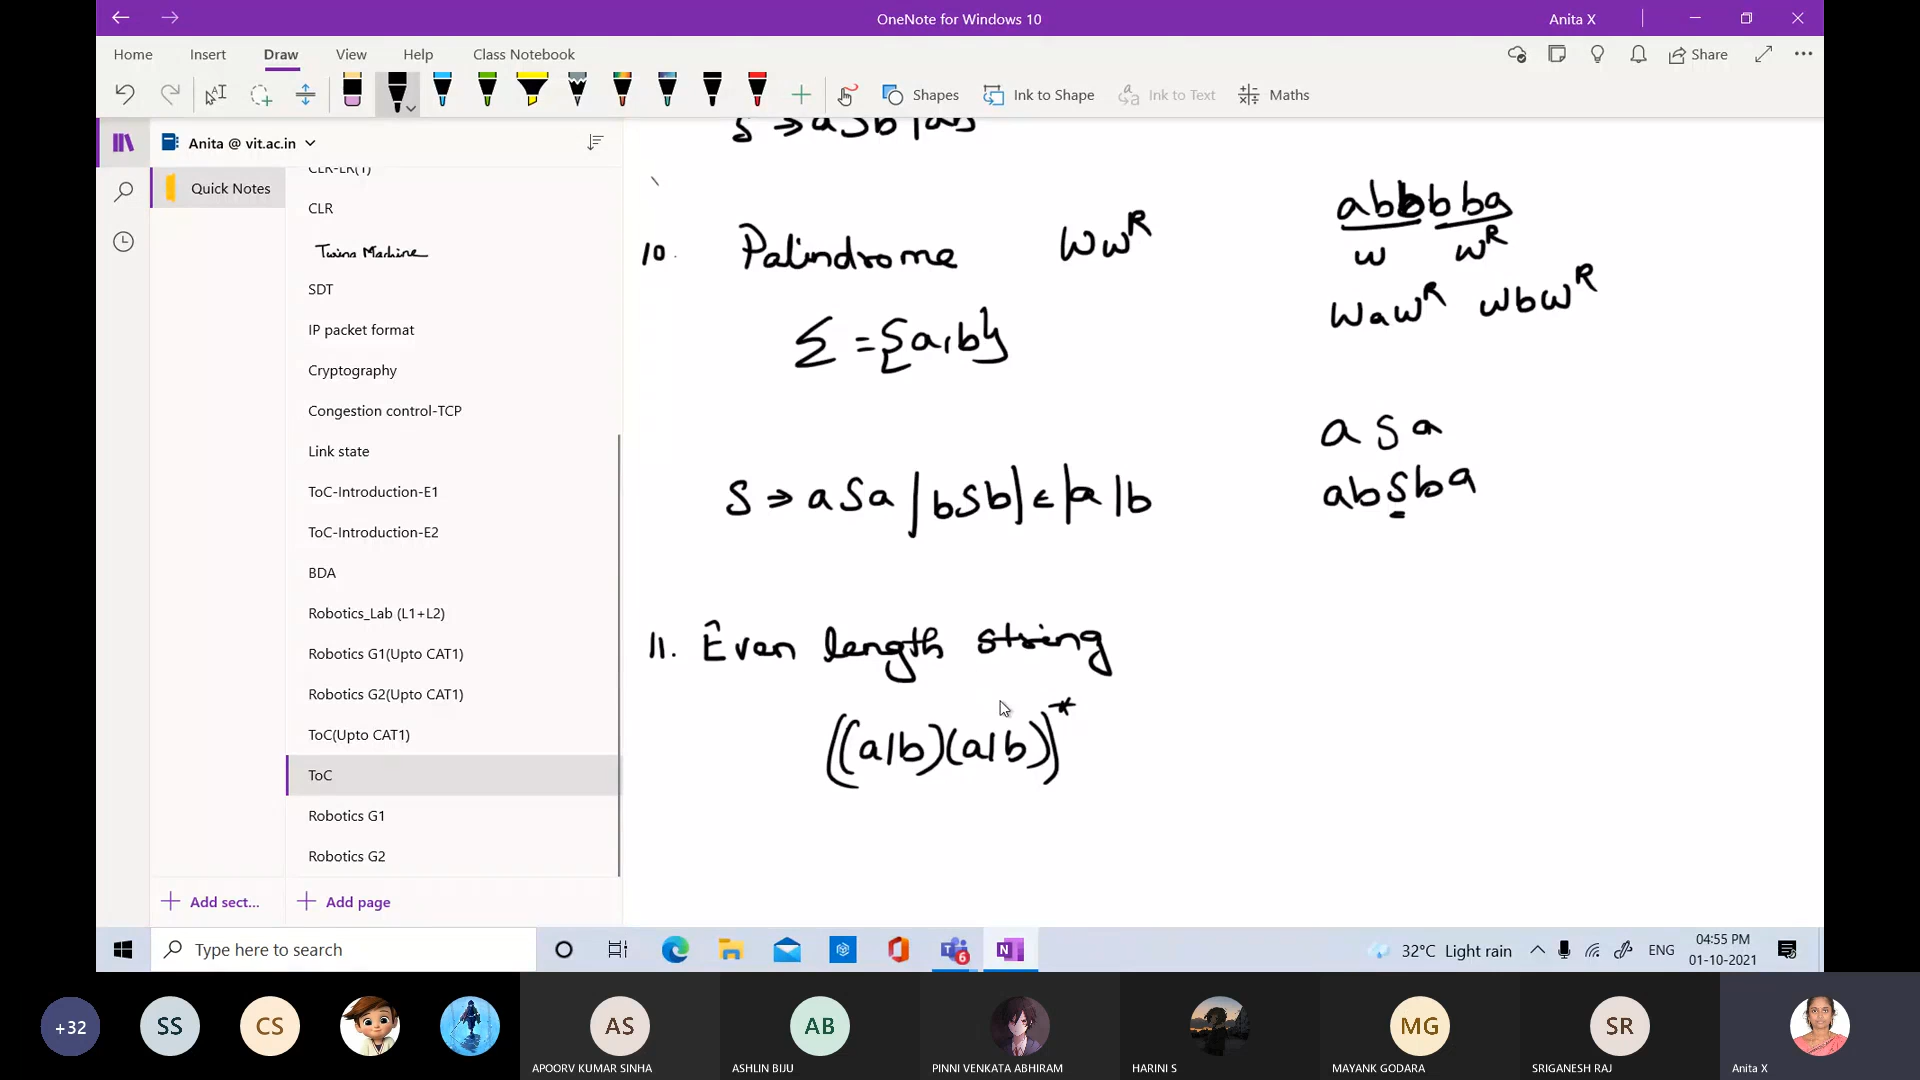 OneNote for Windows 10
Anita X
Home Insert Draw View Help Class Notebook
Share
Shapes Ink to Shape Ink to Text Maths
Anita @ vit.ac.in
Quick Notes
CLR-LR(1)
CLR
SDT
IP packet format
Cryptography
Congestion control-TCP
Link state
ToC-Introduction-E1
ToC-Introduction-E2
BDA
Robotics_Lab (L1+L2)
Robotics G1(Upto CAT1)
Robotics G2(Upto CAT1)
ToC(Upto CAT1)
ToC
Robotics G1
Robotics G2
+ Add sect...
+ Add page
S → aSb | ab
10. Palindrome ww^R
Σ = {a,b}
S → aSa | bSb | ε | a | b
11. Even length string
((a|b)(a|b))*
w w^R
waw^R wbw^R
a S a
abSba
Type here to search
6
32°C Light rain
ENG
04:55 PM
01-10-2021
+32
SS
CS
AS
APOORV KUMAR SINHA
AB
ASHLIN BIJU
PINNI VENKATA ABHIRAM
HARINI S
MG
MAYANK GODARA
SR
SRIGANESH RAJ
Anita X